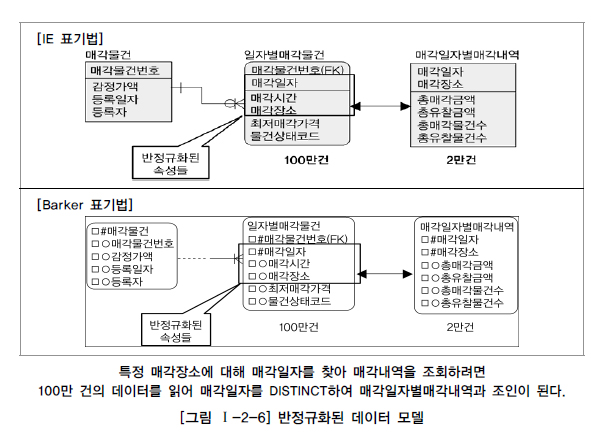 [IE 표기법]
매각물건
매각물건번호
감정가액
등록일자
등록자
일자별매각물건
매각물건번호(FK)
매각일자
매각시간
매각장소
최저매각가격
물건상태코드
100만건
매각일자별매각내역
매각일자
매각장소
총매각금액
총유찰금액
총매각물건수
총유찰물건수
2만건
반정규화된
속성들
[Barker 표기법]
□#매각물건
□○매각물건번호
□○감정가액
□○등록일자
□○등록자
일자별매각물건
□#매각물건번호(FK)
□#매각일자
□○매각시간
□○매각장소
□○최저매각가격
□○물건상태코드
100만건
매각일자별매각내역
□#매각일자
□#매각장소
□○총매각금액
□○총유찰금액
□○총매각물건수
□○총유찰물건수
2만건
반정규화된
속성들
특정 매각장소에 대해 매각일자를 찾아 매각내역을 조회하려면
100만 건의 데이터를 읽어 매각일자를 DISTINCT하여 매각일자별매각내역과 조인이 된다.
[그림 Ⅰ-2-6] 반정규화된 데이터 모델